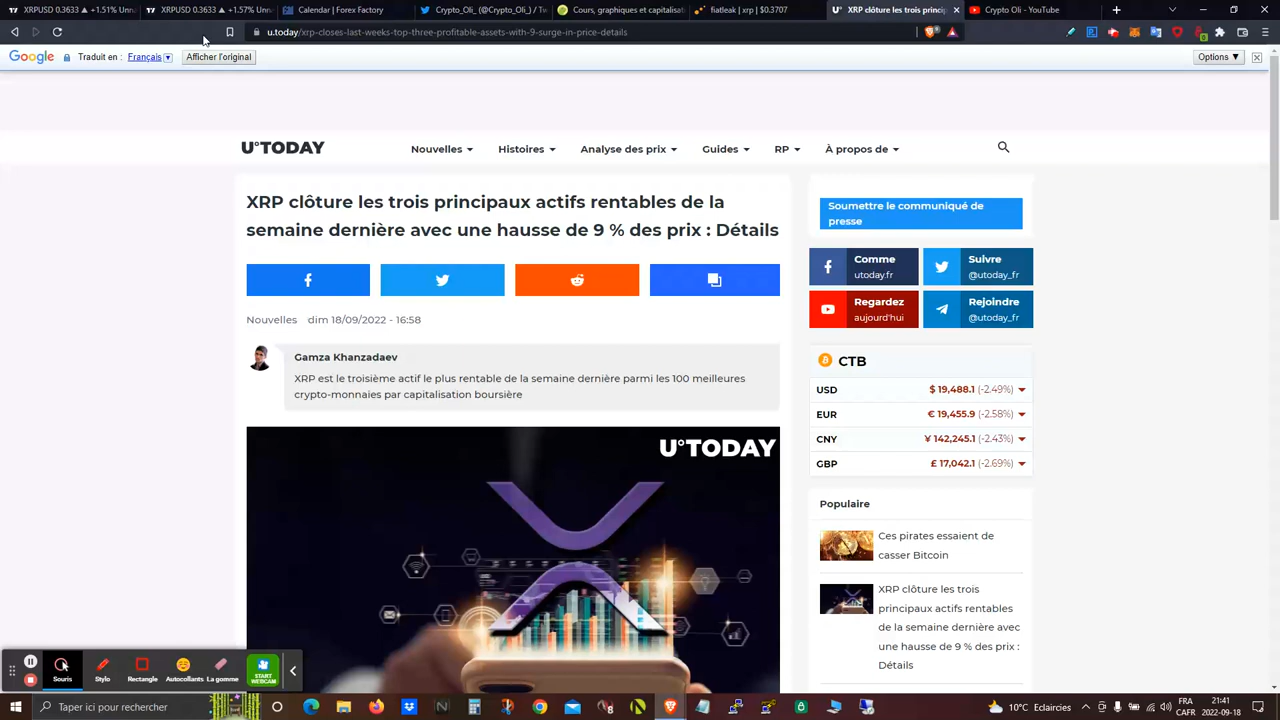 XRPUSD 0.3633 ▲ +1.51% Unna
XRPUSD 0.3633 ▲ +1.57% Unna
Calendar | Forex Factory
Crypto_Oli_ (@Crypto_Oli_) / Tw
Cours, graphiques et capitalisat
fiatleak | xrp | $0.3707
XRP clôture les trois princip
Crypto Oli - YouTube
u.today/xrp-closes-last-weeks-top-three-profitable-assets-with-9-surge-in-price-details
Google
Traduit en :
Français
Afficher l'original
Options ▼
U°TODAY
Nouvelles
Histoires
Analyse des prix
Guides
RP
À propos de
XRP clôture les trois principaux actifs rentables de la
semaine dernière avec une hausse de 9 % des prix : Détails
Nouvelles dim 18/09/2022 - 16:58
Gamza Khanzadaev
XRP est le troisième actif le plus rentable de la semaine dernière parmi les 100 meilleures
crypto-monnaies par capitalisation boursière
U°TODAY
Soumettre le communiqué de
presse
Comme
utoday.fr
Suivre
@utoday_fr
Regardez
aujourd'hui
Rejoindre
@utoday_fr
CTB
USD $ 19,488.1 (-2.49%)
EUR € 19,455.9 (-2.58%)
CNY ¥ 142,245.1 (-2.43%)
GBP £ 17,042.1 (-2.69%)
Populaire
Ces pirates essaient de
casser Bitcoin
XRP clôture les trois
principaux actifs rentables
de la semaine dernière avec
une hausse de 9 % des prix :
Détails
Souris
Stylo
Rectangle
Autocollants
La gomme
START
WEBCAM
Taper ici pour rechercher
10°C Eclaircies
FRA
CAFR
21:41
2022-09-18